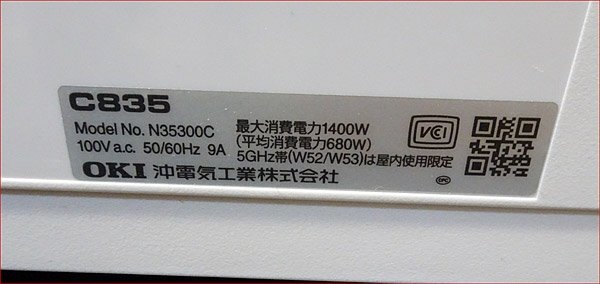 C835
Model No. N35300C
100V a.c. 50/60Hz 9A
OKI 沖電気工業株式会社
最大消費電力1400W
(平均消費電力680W)
5GHz帯(W52/W53)は屋内使用限定
VCI